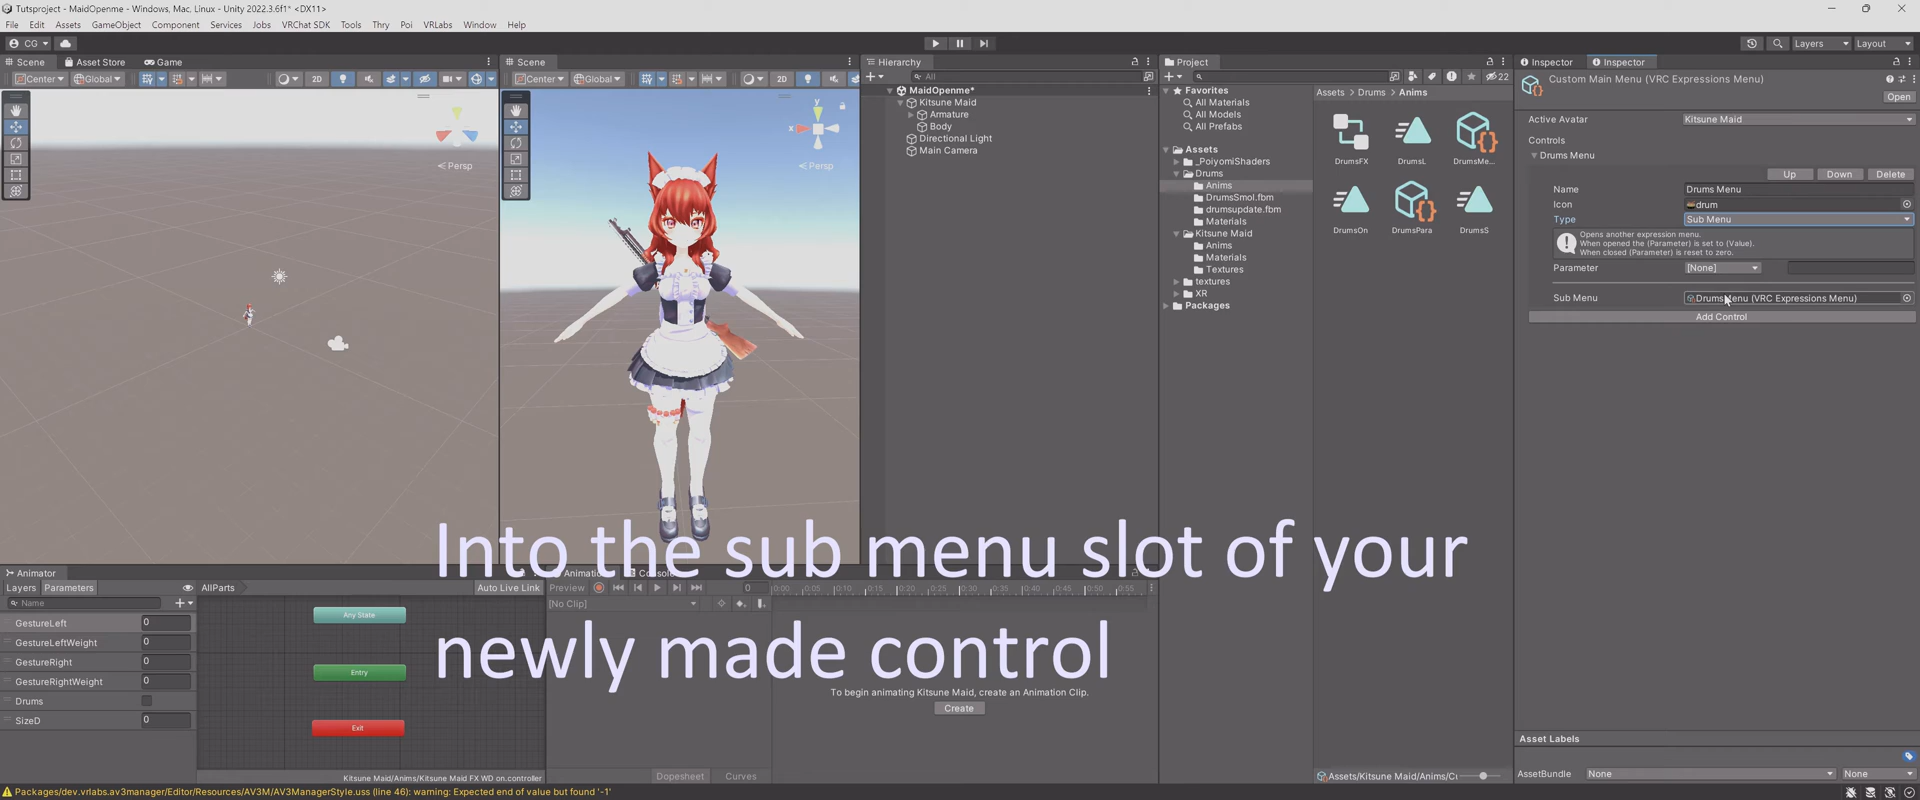 Tutsproject - MaidOpenme - Windows, Mac, Linux - Unity 2022.3.6f1* <DX11>
File Edit Assets GameObject Component Services Jobs VRChat SDK Tools Thry Poi VRLabs Window Help
CG
Layers Layout
Scene Asset Store Game
Scene
Hierarchy
Project
Inspector Inspector
Center Global 2D
Center Global 2D
All
22
Custom Main Menu (VRC Expressions Menu)
Open
MaidOpenme*
Kitsune Maid
Armature
Body
Directional Light
Main Camera
Favorites
All Materials
All Models
All Prefabs
Assets
_PoiyomiShaders
Drums
Anims
DrumsSmol.fbm
drumsupdate.fbm
Materials
Kitsune Maid
Anims
Materials
Textures
textures
XR
Packages
Assets > Drums > Anims
DrumsFX DrumsL DrumsMe...
DrumsOn DrumsPara DrumsS
Active Avatar Kitsune Maid
Controls
Drums Menu
Up Down Delete
Name Drums Menu
Icon drum
Type Sub Menu
Opens another expression menu.
When opened the (Parameter) is set to (Value).
When closed (Parameter) is reset to zero.
Parameter [None]
Sub Menu DrumsMenu (VRC Expressions Menu)
Add Control
Persp
y
x
Persp
Into the sub menu slot of your
newly made control
Animator
Layers Parameters AllParts Auto Live Link
Name
GestureLeft 0
GestureLeftWeight 0
GestureRight 0
GestureRightWeight 0
Drums
SizeD 0
Any State
Entry
Exit
Kitsune Maid/Anims/Kitsune Maid FX WD on.controller
Console
Preview 0 0:00 0:05 0:10 0:15 0:20 0:25 0:30 0:35 0:40 0:45 0:50 0:55
[No Clip]
To begin animating Kitsune Maid, create an Animation Clip.
Create
Dopesheet Curves
Assets/Kitsune Maid/Anims/Cu
Asset Labels
AssetBundle None None
Packages/dev.vrlabs.av3manager/Editor/Resources/AV3M/AV3ManagerStyle.uss (line 46): warning: Expected end of value but found '-1'